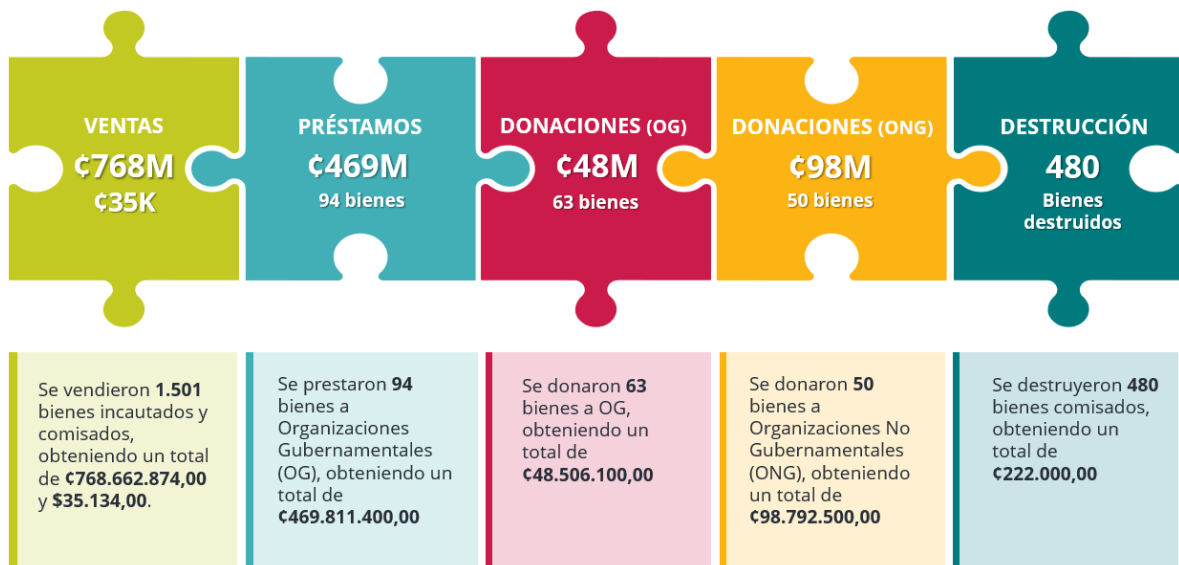 VENTAS
¢768M
¢35K
PRÉSTAMOS
¢469M
94 bienes
DONACIONES (OG)
¢48M
63 bienes
DONACIONES (ONG)
¢98M
50 bienes
DESTRUCCIÓN
480
Bienes
destruidos
Se vendieron 1.501
bienes incautados y
comisados,
obteniendo un total
de ¢768.662.874,00
y $35.134,00.
Se prestaron 94
bienes a
Organizaciones
Gubernamentales
(OG), obteniendo un
total de
¢469.811.400,00
Se donaron 63
bienes a OG,
obteniendo un
total de
¢48.506.100,00
Se donaron 50
bienes a
Organizaciones No
Gubernamentales
(ONG), obteniendo
un total de
¢98.792.500,00
Se destruyeron 480
bienes comisados,
obteniendo un
total de
¢222.000,00